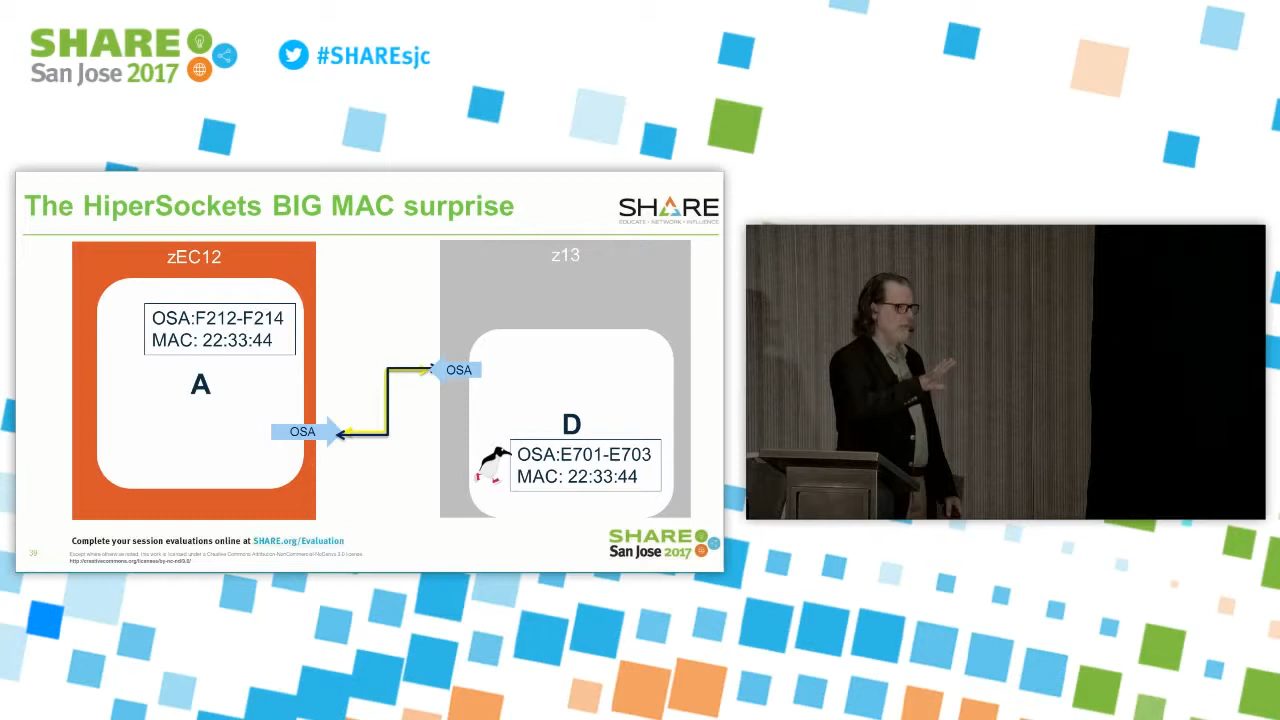 SHARE
San Jose 2017
#SHAREsjc
The HiperSockets BIG MAC surprise
SHARE
EDUCATE • NETWORK • INFLUENCE
zEC12
z13
OSA:F212-F214
MAC: 22:33:44
A
OSA
OSA
D
OSA:E701-E703
MAC: 22:33:44
Complete your session evaluations online at SHARE.org/Evaluation
39
Except where otherwise noted, this work is licensed under a Creative Commons Attribution-NonCommercial-NoDerivs 3.0 license.
http://creativecommons.org/licenses/by-nc-nd/3.0/
SHARE
San Jose 2017